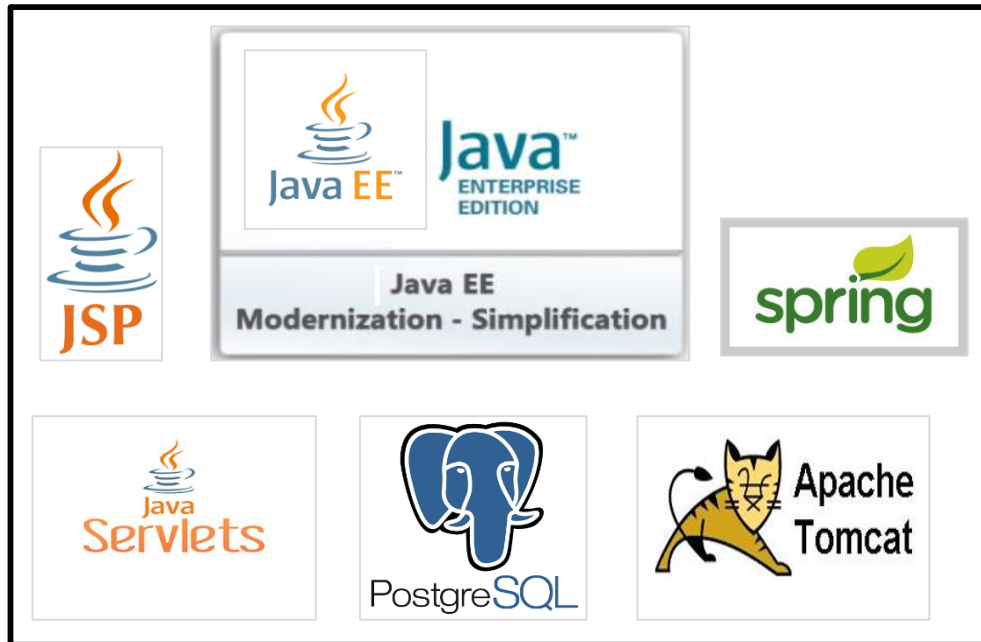 Java EE™
Java™
ENTERPRISE
EDITION
Java EE
Modernization - Simplification
JSP
spring
Java
Servlets
PostgreSQL
Apache
Tomcat